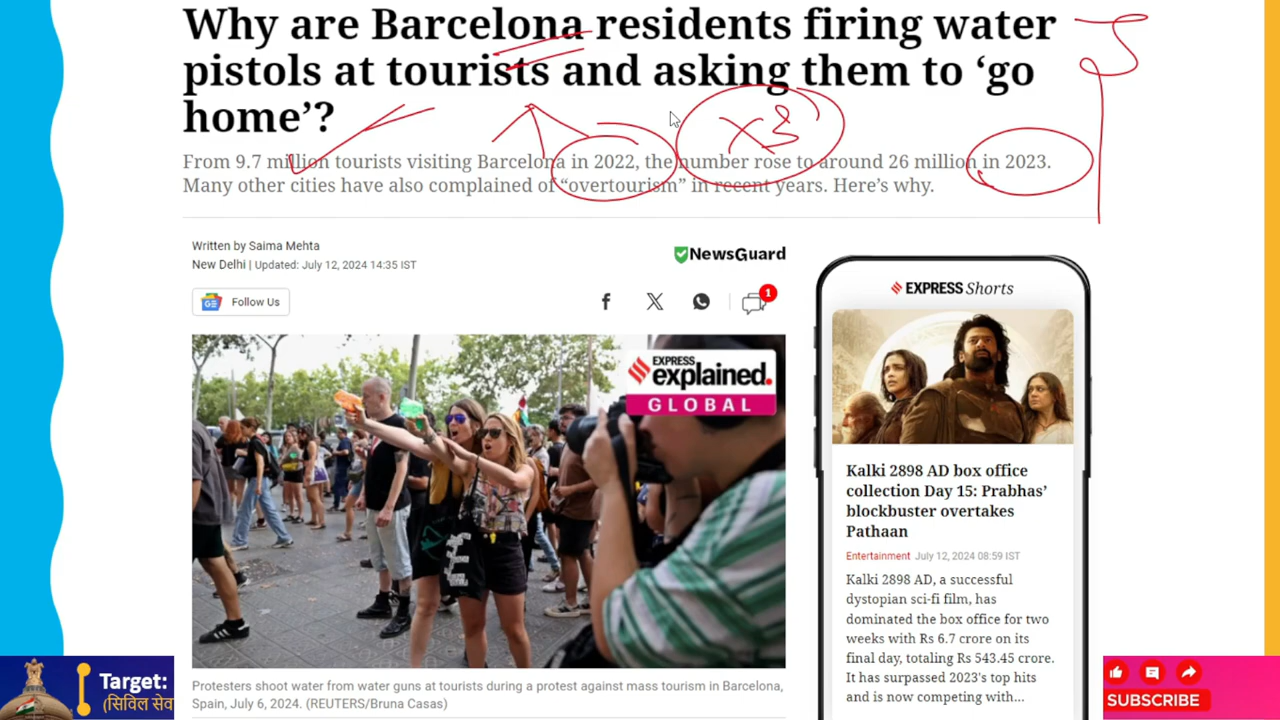 Why are Barcelona residents firing water
pistols at tourists and asking them to ‘go
home’?
x3
From 9.7 million tourists visiting Barcelona in 2022, the number rose to around 26 million in 2023.
Many other cities have also complained of “overtourism” in recent years. Here’s why.
Written by Saima Mehta
New Delhi | Updated: July 12, 2024 14:35 IST
NewsGuard
GE
Follow Us
f
X
1
EXPRESS
explained.
GLOBAL
Protesters shoot water from water guns at tourists during a protest against mass tourism in Barcelona,
Spain, July 6, 2024. (REUTERS/Bruna Casas)
EXPRESS Shorts
Kalki 2898 AD box office
collection Day 15: Prabhas’
blockbuster overtakes
Pathaan
Entertainment July 12, 2024 08:59 IST
Kalki 2898 AD, a successful
dystopian sci-fi film, has
dominated the box office for two
weeks with Rs 6.7 crore on its
final day, totaling Rs 543.45 crore.
It has surpassed 2023’s top hits
and is now competing with...
Target:
(सिविल सेव
SUBSCRIBE